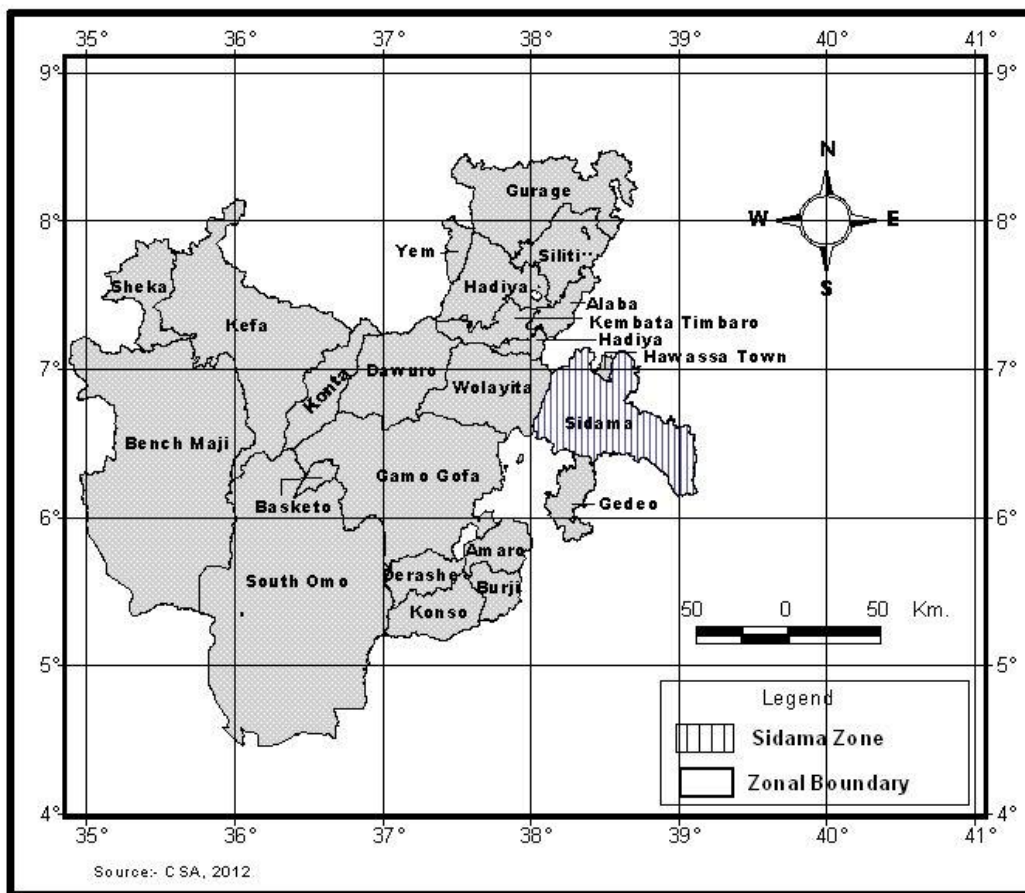 35° 36° 37° 38° 39° 40° 41°
9° 9°
N
Gurage
8° 8°
W E
Yem
Siliti
Sheka
Hadiya
S
Alaba
Kefa
Kembata Timbaro
Hadiya
Hawassa Town
7° 7°
Dawuro
Konta
Wolayita
Sidama
Bench Maji
Gamo Gofa
Basketo
Gedeo
6° 6°
Amaro
Derashe
South Omo
Burji
Konso
50 0 50 Km.
5° 5°
Legend
Sidama Zone
Zonal Boundary
4° 4°
35° 36° 37° 38° 39° 40° 41°
Source:- CSA, 2012